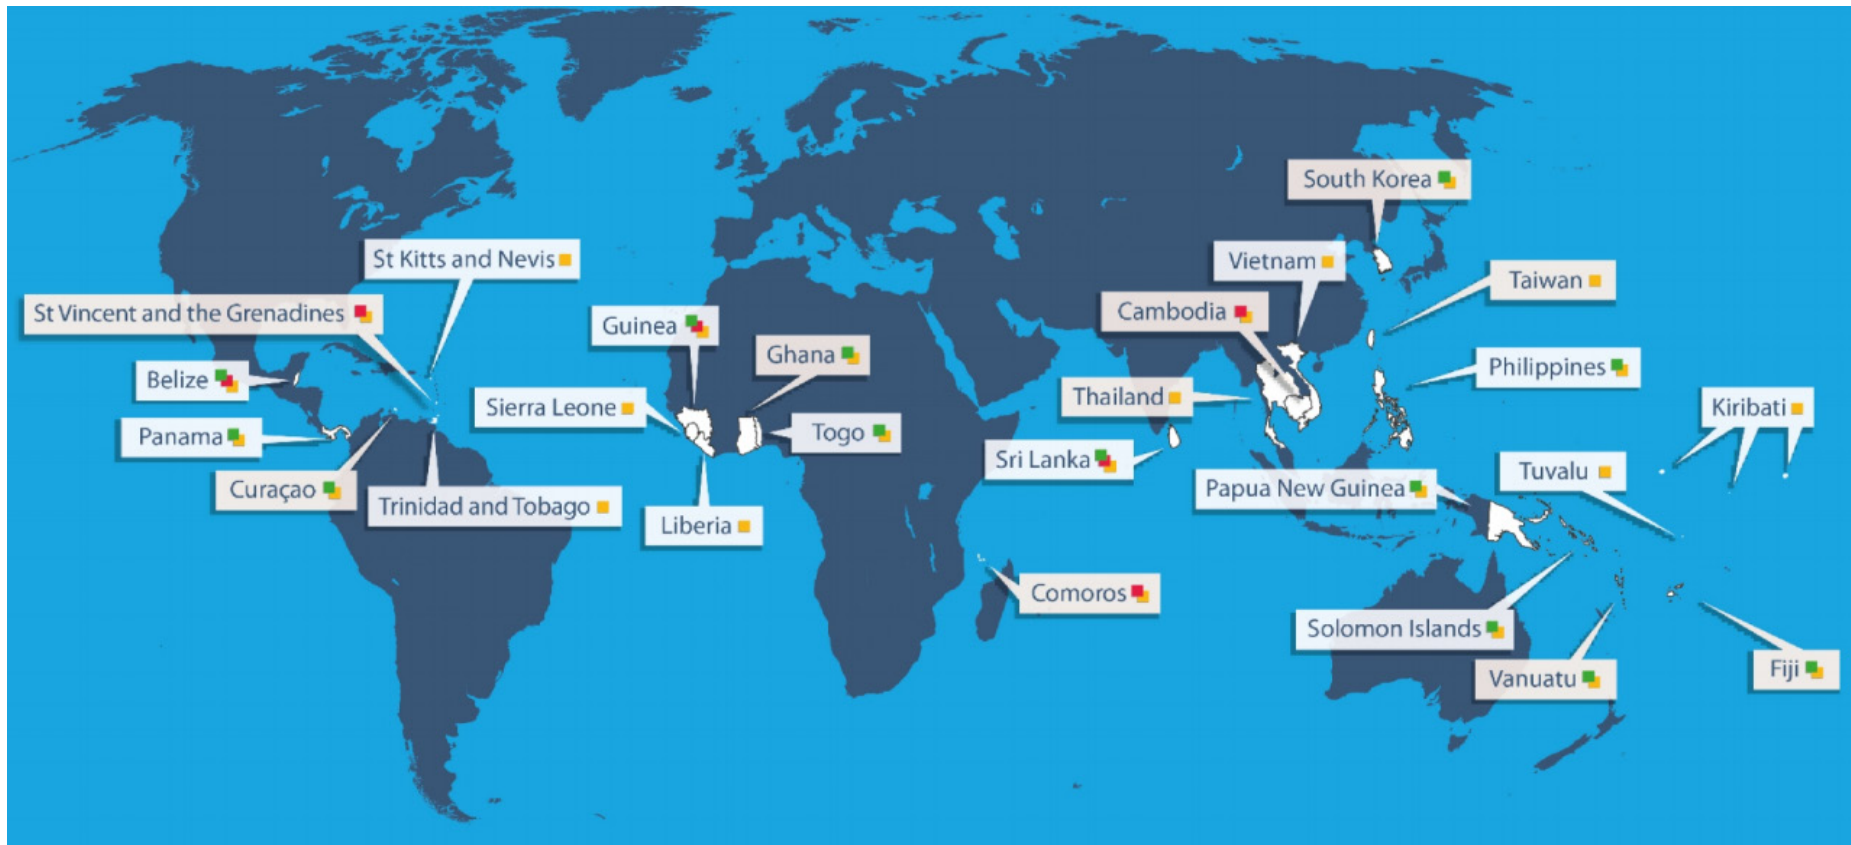 South Korea
St Kitts and Nevis
Vietnam
Taiwan
St Vincent and the Grenadines
Cambodia
Guinea
Ghana
Philippines
Belize
Thailand
Sierra Leone
Kiribati
Panama
Togo
Sri Lanka
Tuvalu
Curaçao
Papua New Guinea
Trinidad and Tobago
Liberia
Comoros
Solomon Islands
Fiji
Vanuatu